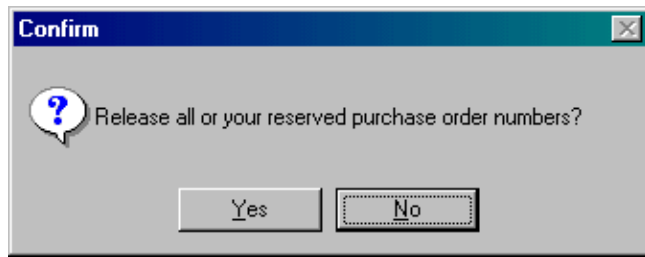 Confirm
Release all or your reserved purchase order numbers?
Yes
No